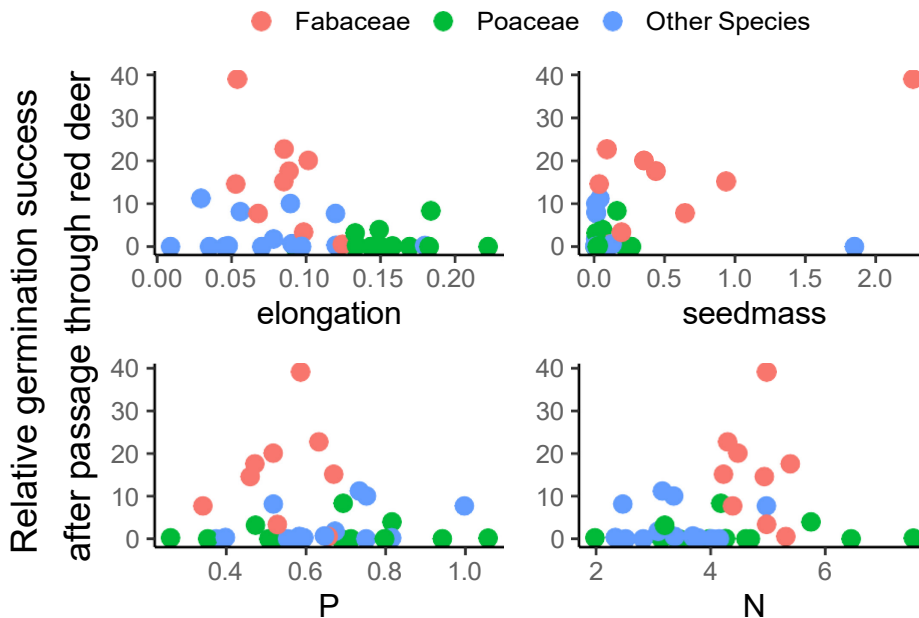 Fabaceae Poaceae Other Species
Relative germination success
after passage through red deer
40
30
20
10
0
0.00 0.05 0.10 0.15 0.20
elongation
40
30
20
10
0
0.0 0.5 1.0 1.5 2.0
seedmass
40
30
20
10
0
0.4 0.6 0.8 1.0
P
40
30
20
10
0
2 4 6
N